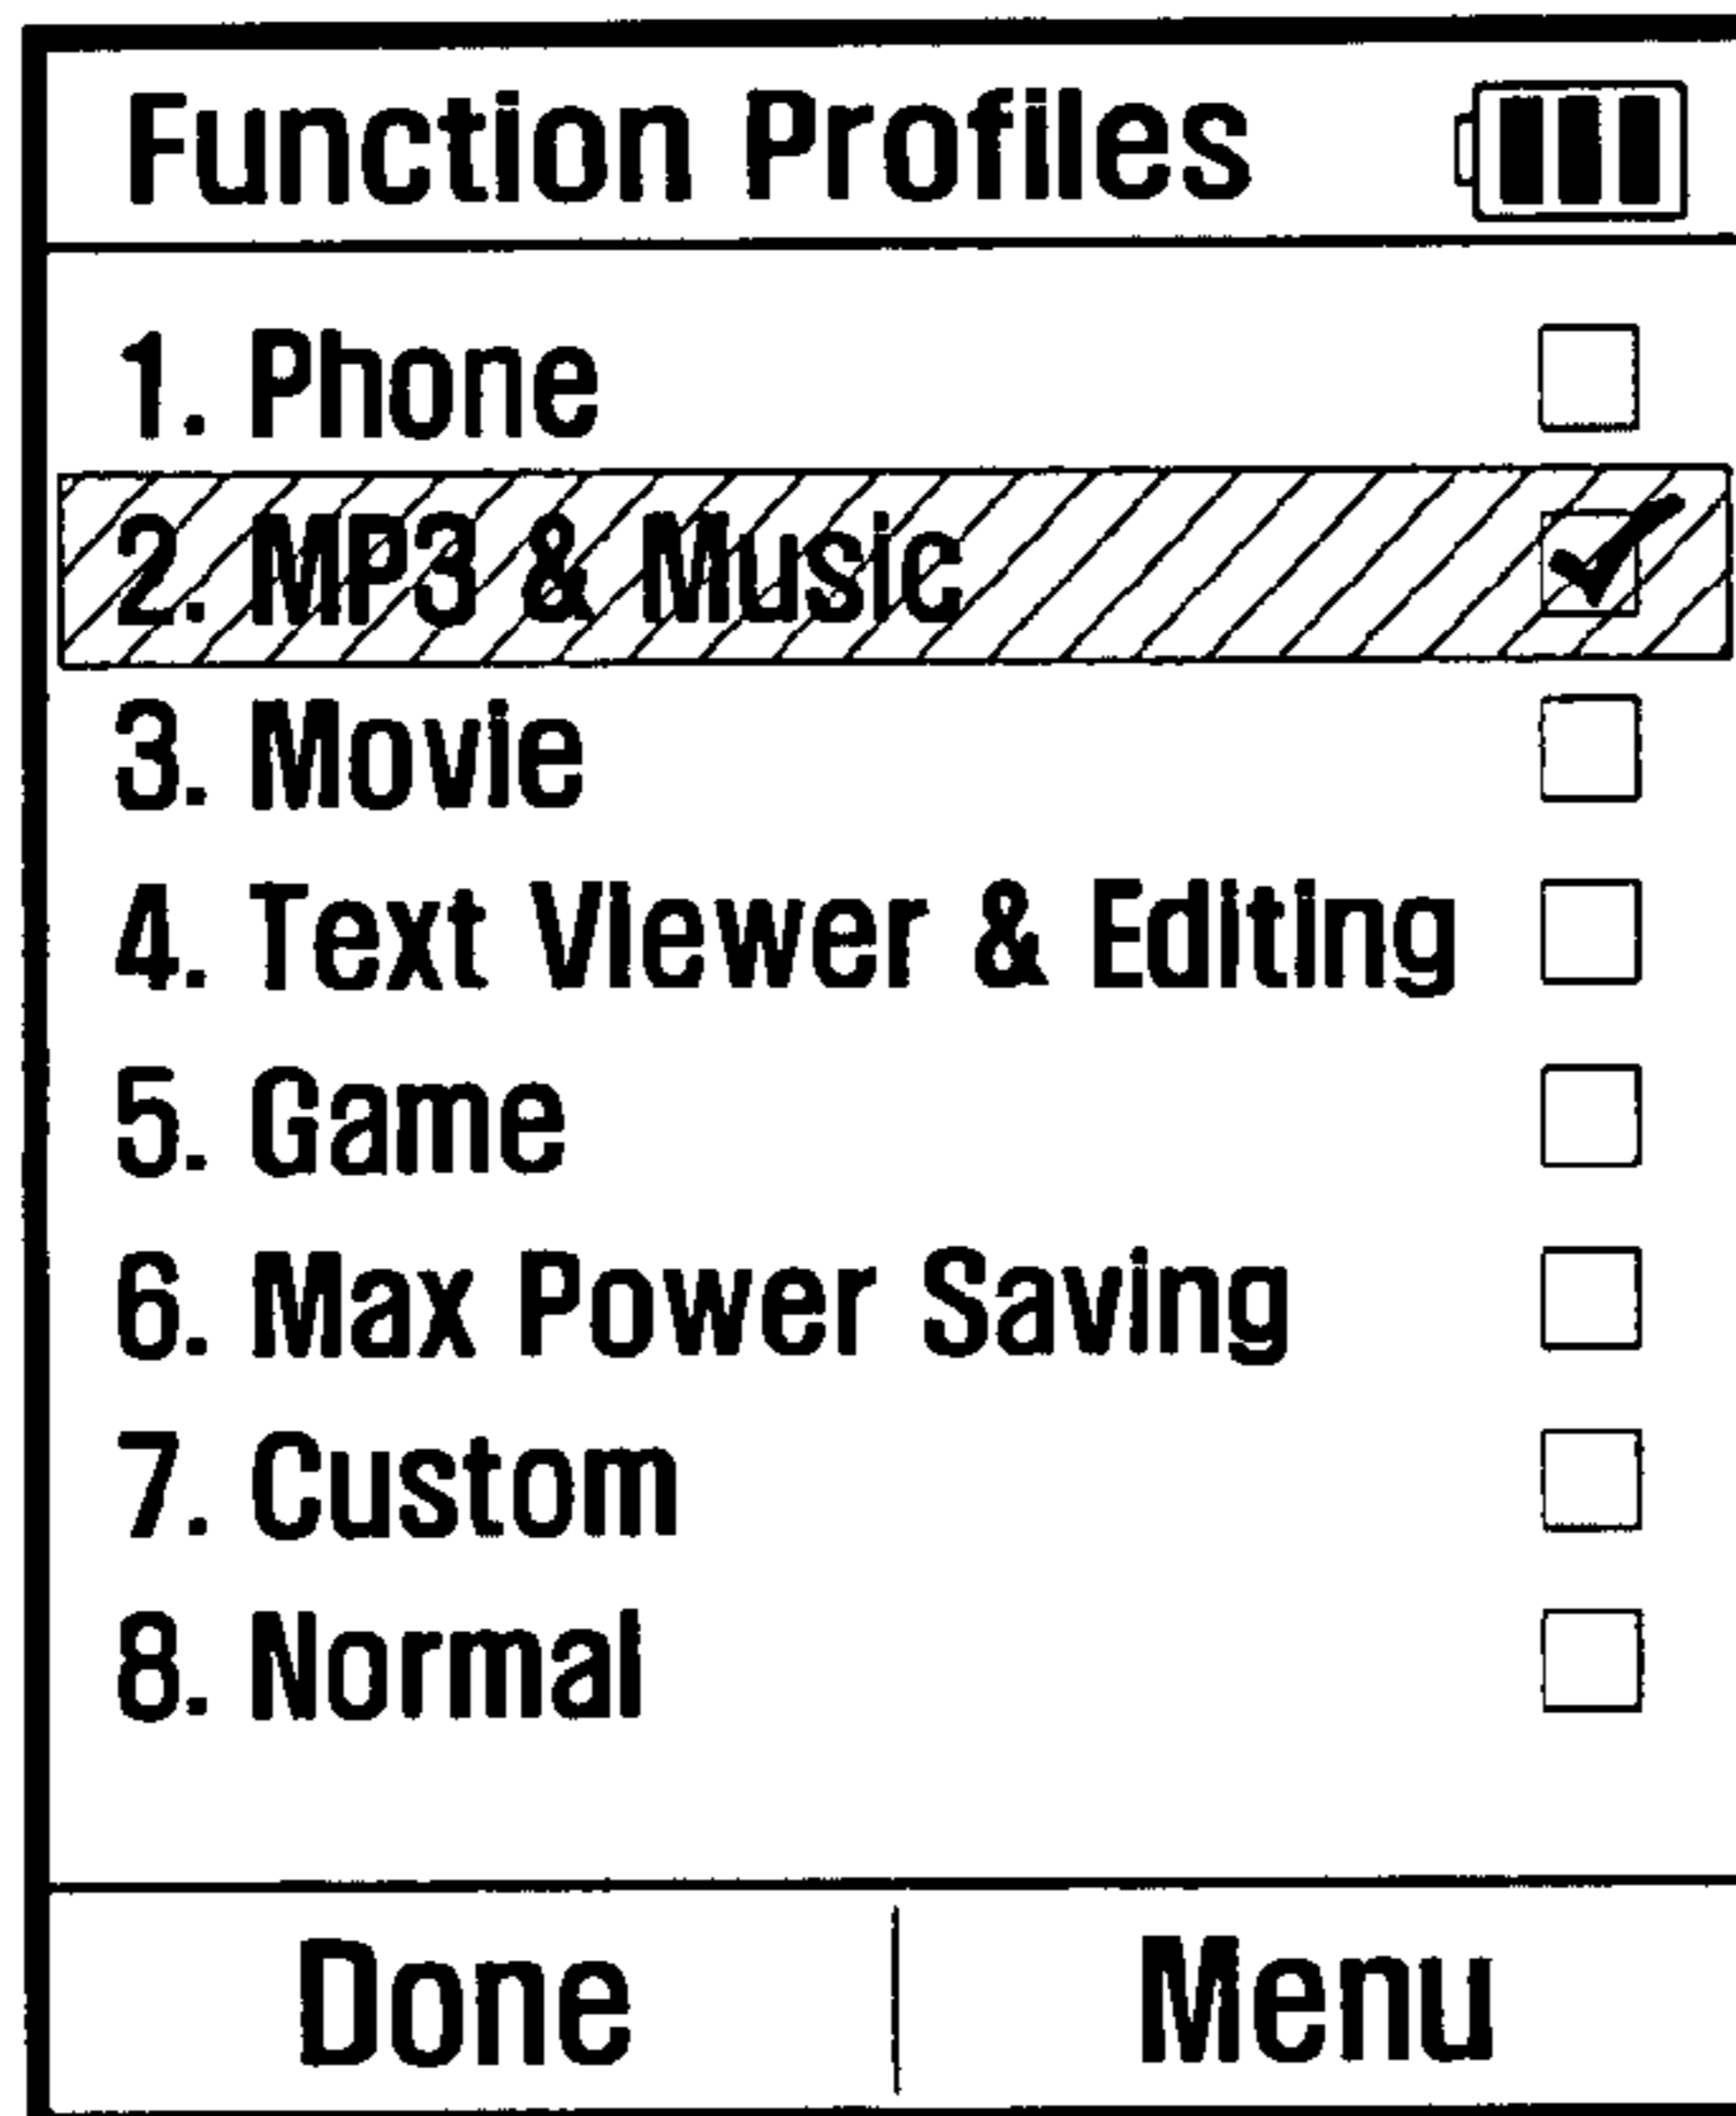 Function Profiles
1. Phone
2. MP3 & Music
3. Movie
4. Text Viewer & Editing
5. Game
6. Max Power Saving
7. Custom
8. Normal
Done Menu